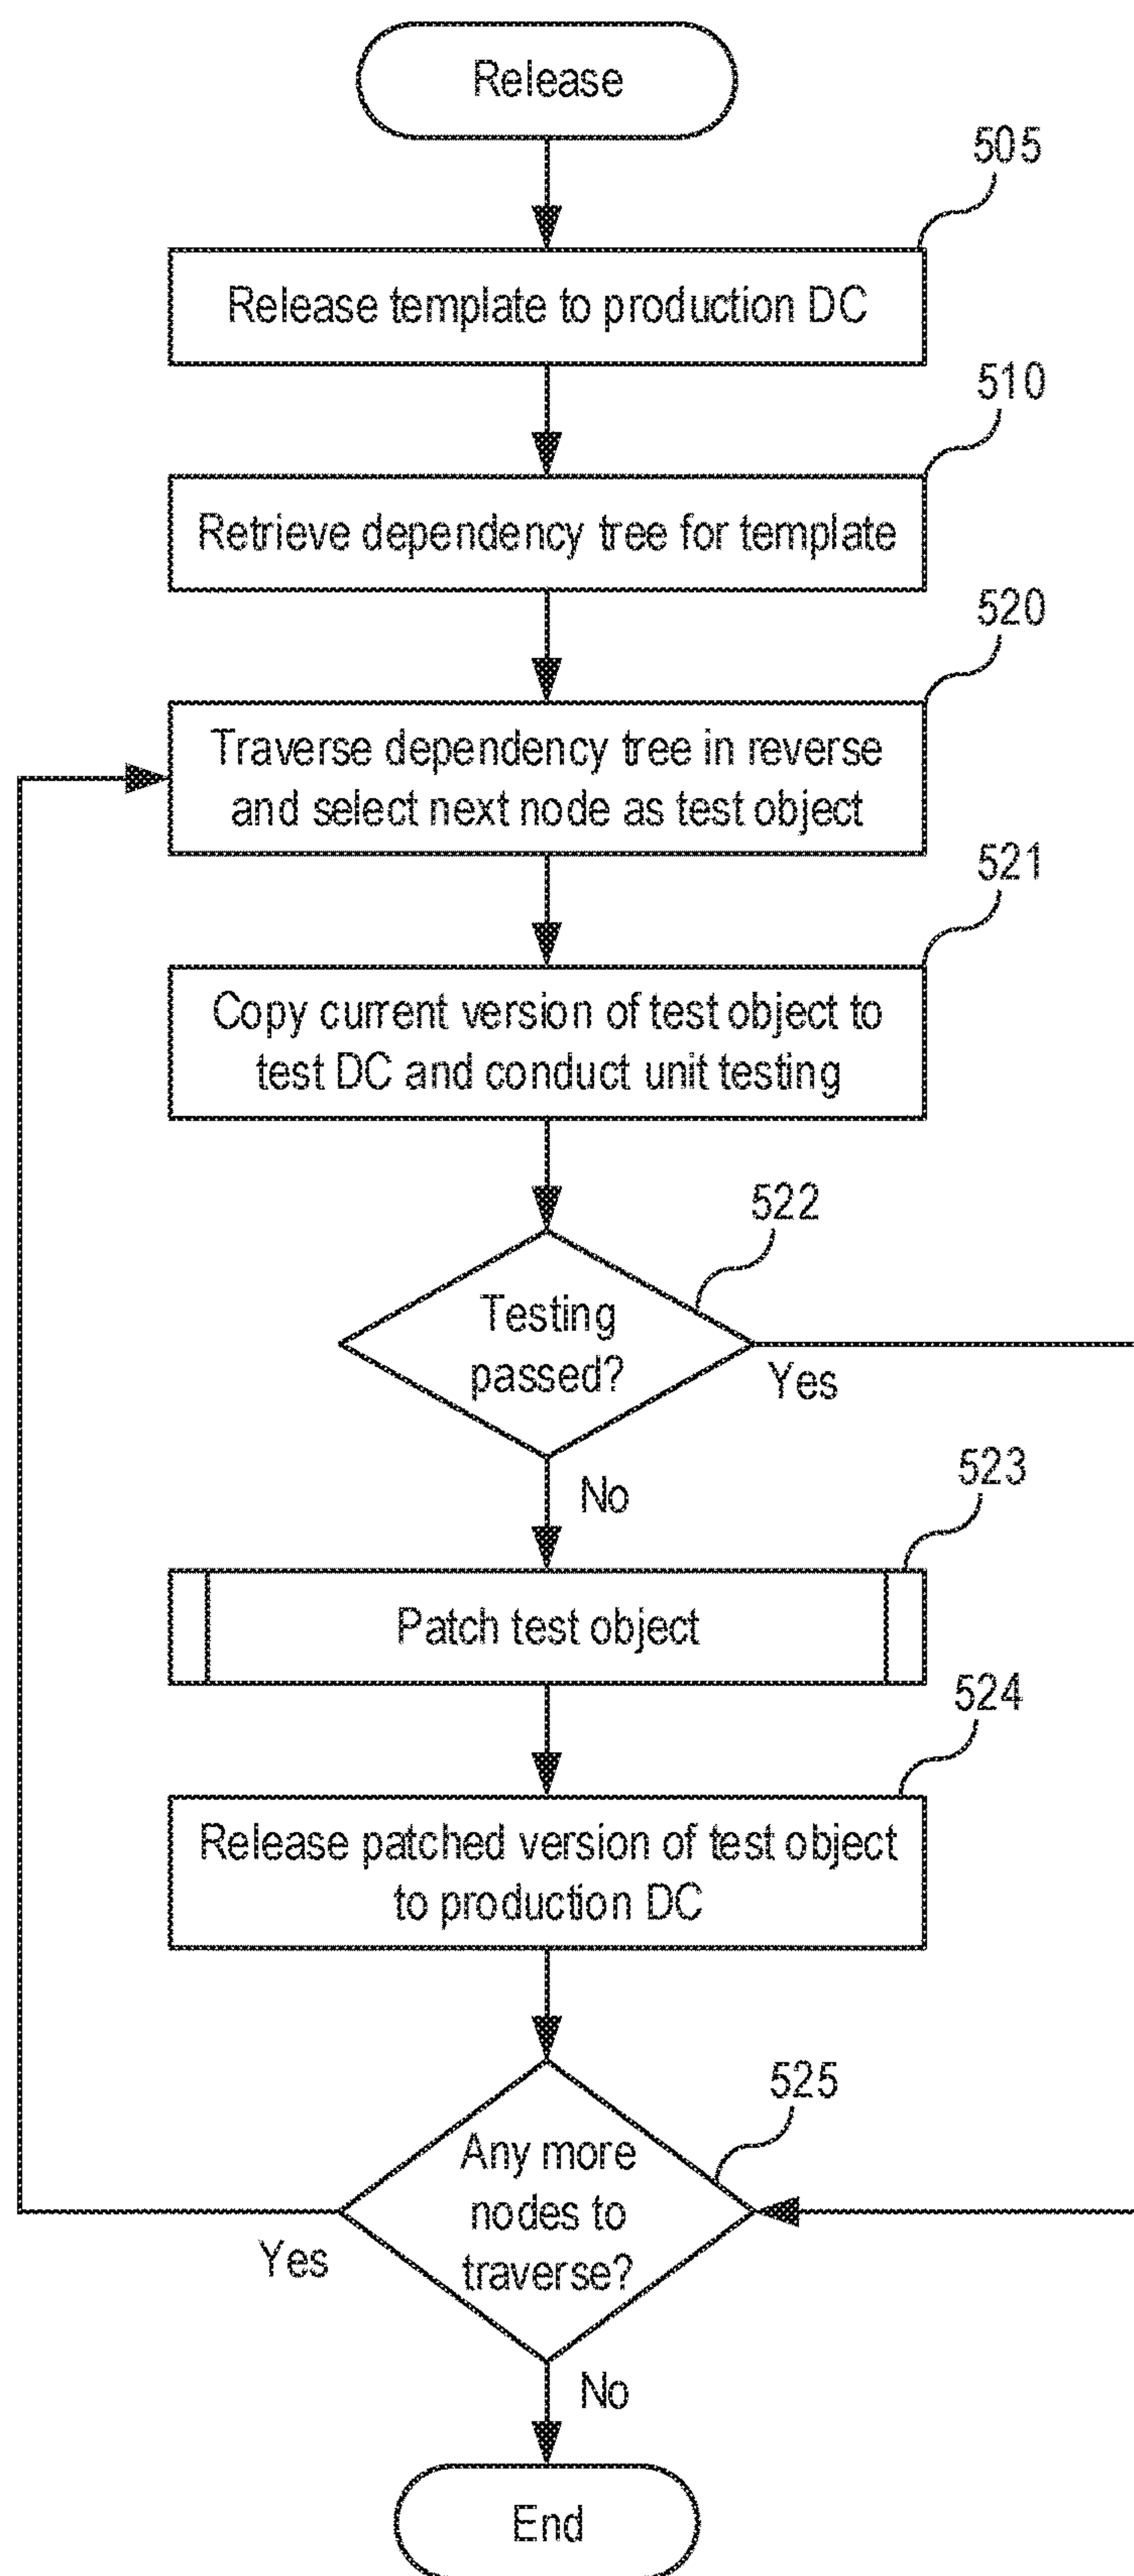 Release
505
Release template to production DC
510
Retrieve dependency tree for template
520
Traverse dependency tree in reverse
and select next node as test object
521
Copy current version of test object to
test DC and conduct unit testing
522
Testing
passed?
Yes
No
523
Patch test object
524
Release patched version of test object
to production DC
525
Any more
nodes to
traverse?
Yes
No
End